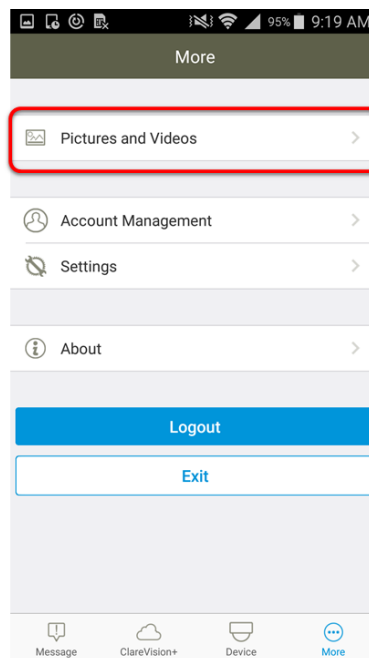 95% 9:19 AM
More
Pictures and Videos
Account Management
Settings
About
Logout
Exit
Message ClareVision+ Device More